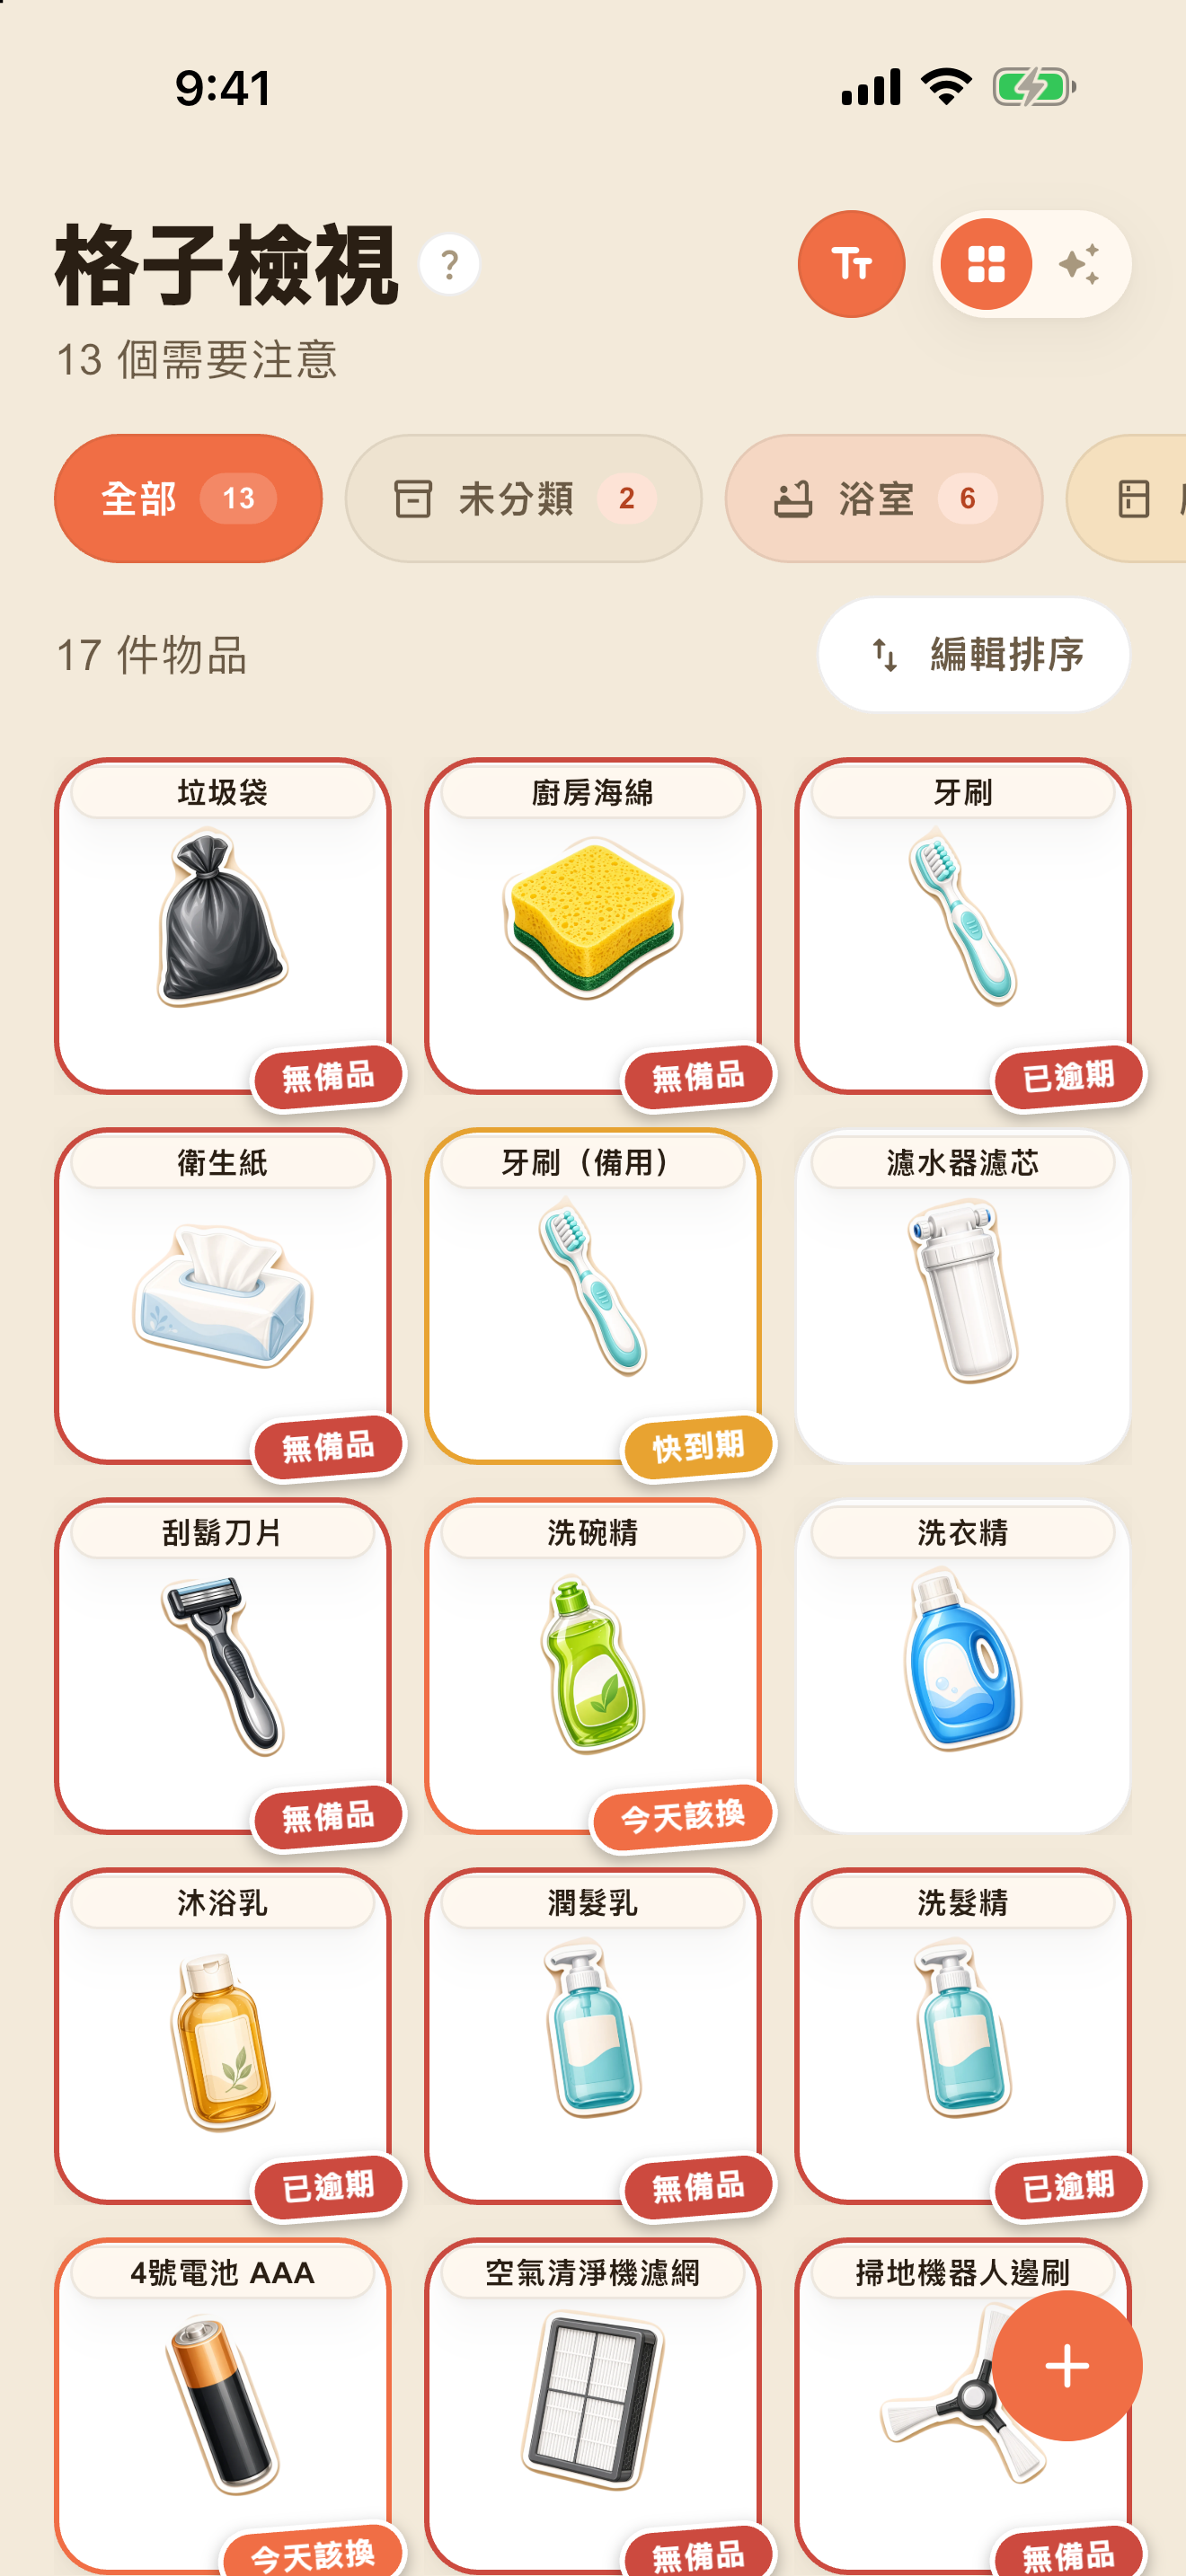 9:41
格子檢視 ?
Tт
13 個需要注意
全部 13 未分類 2 浴室 6
17 件物品 編輯排序
垃圾袋 廚房海綿 牙刷
無備品 無備品 已逾期
衛生紙 牙刷（備用） 濾水器濾芯
無備品 快到期
刮鬍刀片 洗碗精 洗衣精
無備品 今天該換
沐浴乳 潤髮乳 洗髮精
已逾期 無備品 已逾期
4號電池 AAA 空氣清淨機濾網 掃地機器人邊刷
今天該換 無備品 無備品